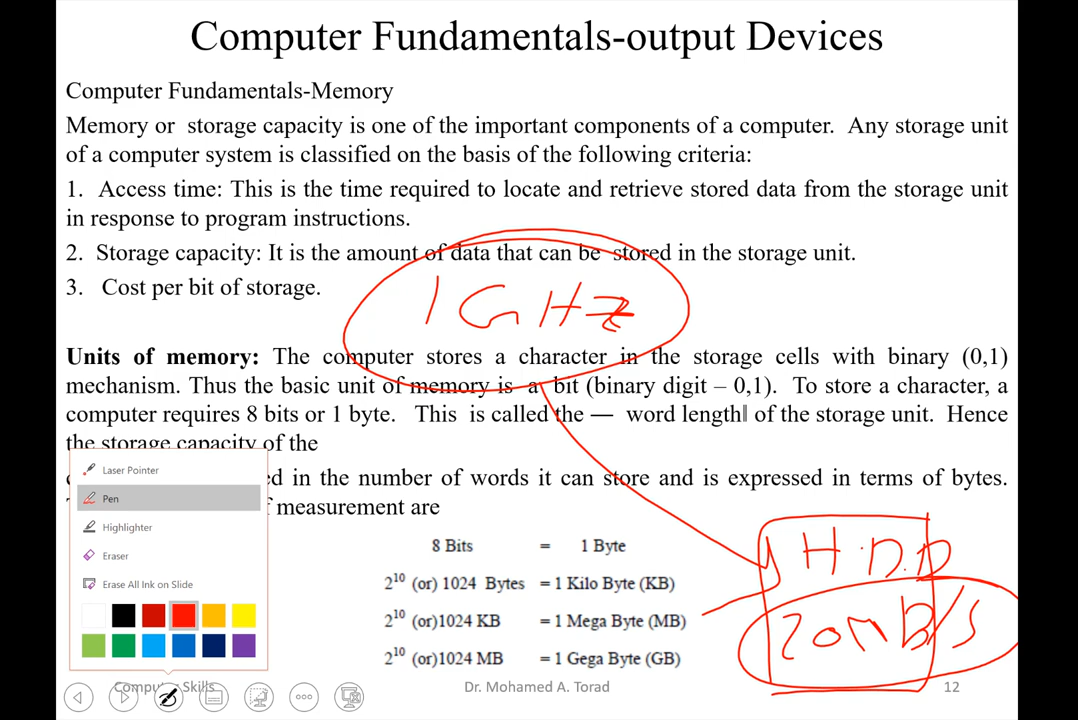 Computer Fundamentals-output Devices
Computer Fundamentals-Memory
Memory or storage capacity is one of the important components of a computer. Any storage unit
of a computer system is classified on the basis of the following criteria:
1. Access time: This is the time required to locate and retrieve stored data from the storage unit
in response to program instructions.
2. Storage capacity: It is the amount of data that can be stored in the storage unit.
3. Cost per bit of storage.
1 GHz
Units of memory: The computer stores a character in the storage cells with binary (0,1)
mechanism. Thus the basic unit of memory is a bit (binary digit – 0,1). To store a character, a
computer requires 8 bits or 1 byte. This is called the ― word length‖ of the storage unit. Hence
the storage capacity of the
ed in the number of words it can store and is expressed in terms of bytes.
f measurement are
Laser Pointer
Pen
Highlighter
Eraser
Erase All Ink on Slide
8 Bits = 1 Byte
2^10 (or) 1024 Bytes = 1 Kilo Byte (KB)
2^10 (or)1024 KB = 1 Mega Byte (MB)
2^10 (or)1024 MB = 1 Gega Byte (GB)
H.D.D
20MB/S
Computer Skills
Dr. Mohamed A. Torad
12